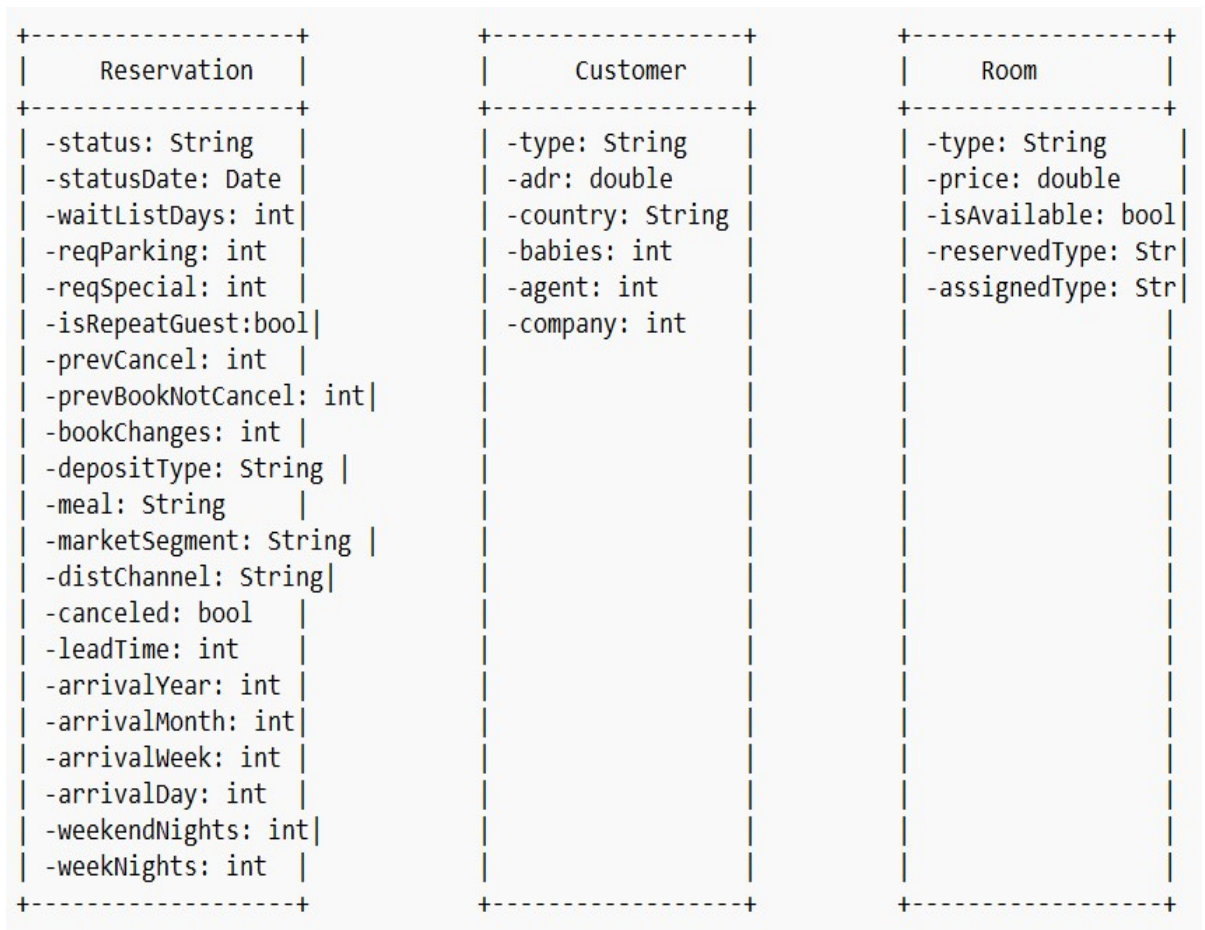 +-------------------+ +------------------+ +------------------+
| Reservation | | Customer | | Room |
+-------------------+ +------------------+ +------------------+
| -status: String | | -type: String | | -type: String |
| -statusDate: Date | | -adr: double | | -price: double |
| -waitListDays: int| | -country: String | | -isAvailable: bool|
| -reqParking: int | | -babies: int | | -reservedType: Str|
| -reqSpecial: int | | -agent: int | | -assignedType: Str|
| -isRepeatGuest:bool| | -company: int | | |
| -prevCancel: int | | | | |
| -prevBookNotCancel: int| | | | |
| -bookChanges: int | | | | |
| -depositType: String | | | | |
| -meal: String | | | | |
| -marketSegment: String | | | | |
| -distChannel: String| | | | |
| -canceled: bool | | | | |
| -leadTime: int | | | | |
| -arrivalYear: int | | | | |
| -arrivalMonth: int| | | | |
| -arrivalWeek: int | | | | |
| -arrivalDay: int | | | | |
| -weekendNights: int| | | | |
| -weekNights: int | | | | |
+-------------------+ +------------------+ +------------------+